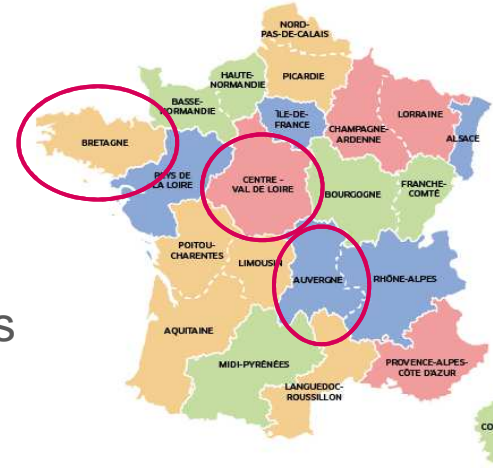 NORD-
PAS-DE-CALAIS
HAUTE-
NORMANDIE
PICARDIE
BASSE-
NORMANDIE
ÎLE-DE-
FRANCE
CHAMPAGNE-
ARDENNE
LORRAINE
ALSACE
BRETAGNE
PAYS DE
LA LOIRE
CENTRE -
VAL DE LOIRE
BOURGOGNE
FRANCHE-
COMTÉ
POITOU-
CHARENTES
LIMOUSIN
AUVERGNE
RHÔNE-ALPES
S
AQUITAINE
MIDI-PYRÉNÉES
LANGUEDOC-
ROUSSILLON
PROVENCE-ALPES-
CÔTE D'AZUR
CO